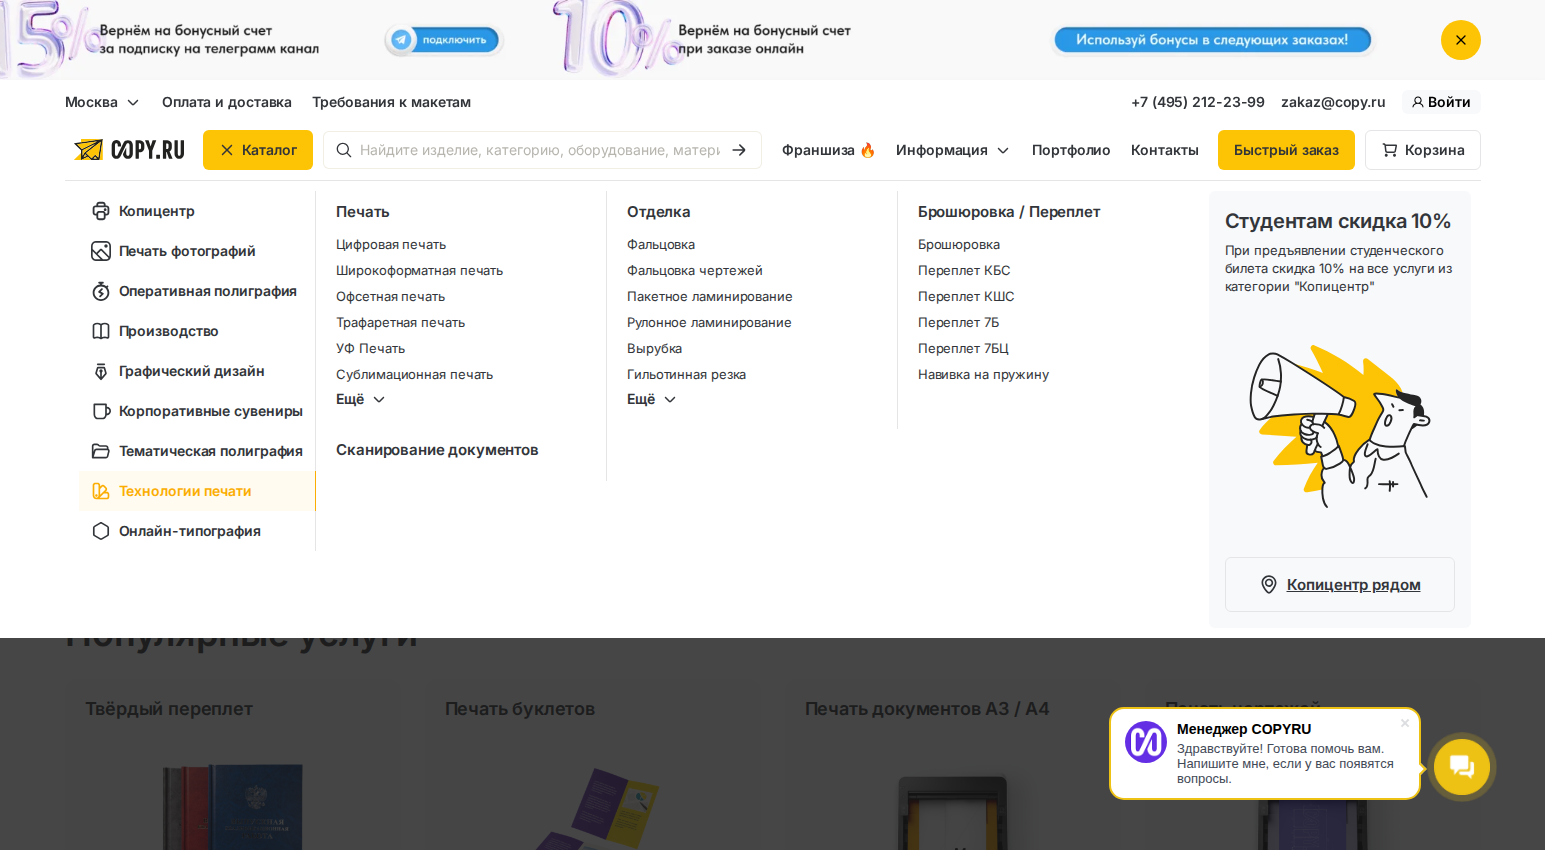 15%
Вернём на бонусный счет
за подписку на телеграмм канал
подключить
10%
Вернём на бонусный счет
при заказе онлайн
Используй бонусы в следующих заказах!
Москва
Оплата и доставка
Требования к макетам
+7 (495) 212-23-99
zakaz@copy.ru
Войти
COPY.RU
Каталог
Найдите изделие, категорию, оборудование, матери
Франшиза 🔥
Информация
Портфолио
Контакты
Быстрый заказ
Корзина
Копицентр
Печать фотографий
Оперативная полиграфия
Производство
Графический дизайн
Корпоративные сувениры
Тематическая полиграфия
Технологии печати
Онлайн-типография
Печать
Цифровая печать
Широкоформатная печать
Офсетная печать
Трафаретная печать
УФ Печать
Сублимационная печать
Ещё
Сканирование документов
Отделка
Фальцовка
Фальцовка чертежей
Пакетное ламинирование
Рулонное ламинирование
Вырубка
Гильотинная резка
Ещё
Брошюровка / Переплет
Брошюровка
Переплет КБС
Переплет КШС
Переплет 7Б
Переплет 7БЦ
Навивка на пружину
Студентам скидка 10%
При предъявлении студенческого
билета скидка 10% на все услуги из
категории "Копицентр"
Копицентр рядом
Популярные услуги
Твёрдый переплет
Печать буклетов
Печать документов А3 / А4
Менеджер COPYRU
Здравствуйте! Готова помочь вам.
Напишите мне, если у вас появятся
вопросы.